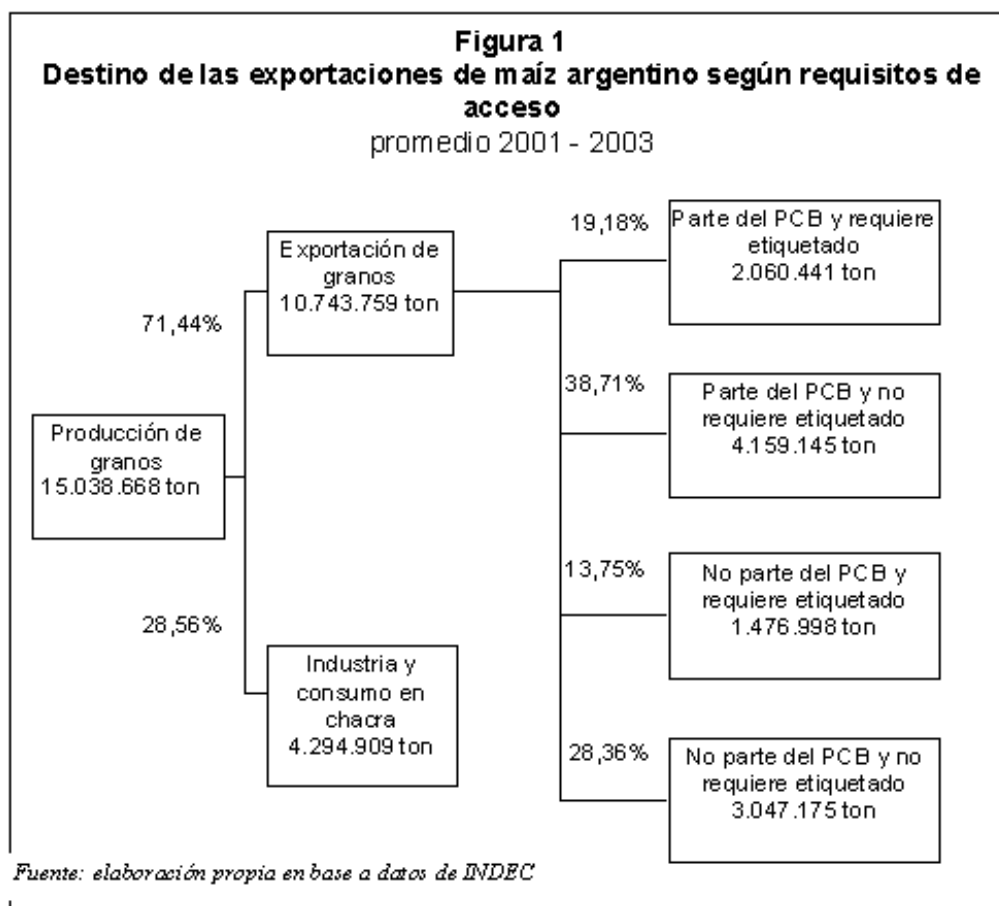 Figura 1
Destino de las exportaciones de maíz argentino según requisitos de
acceso
promedio 2001 - 2003
19,18%
Parte del PCB y requiere
etiquetado
2.060.441 ton
Exportación de
granos
10.743.759 ton
71,44%
38,71%
Parte del PCB y no
requiere etiquetado
4.159.145 ton
Producción de
granos
15.038.668 ton
13,75%
No parte del PCB y
requiere etiquetado
1.476.998 ton
28,56%
Industria y
consumo en
chacra
4.294.909 ton
28,36%
No parte del PCB y no
requiere etiquetado
3.047.175 ton
Fuente: elaboración propia en base a datos de INDEC